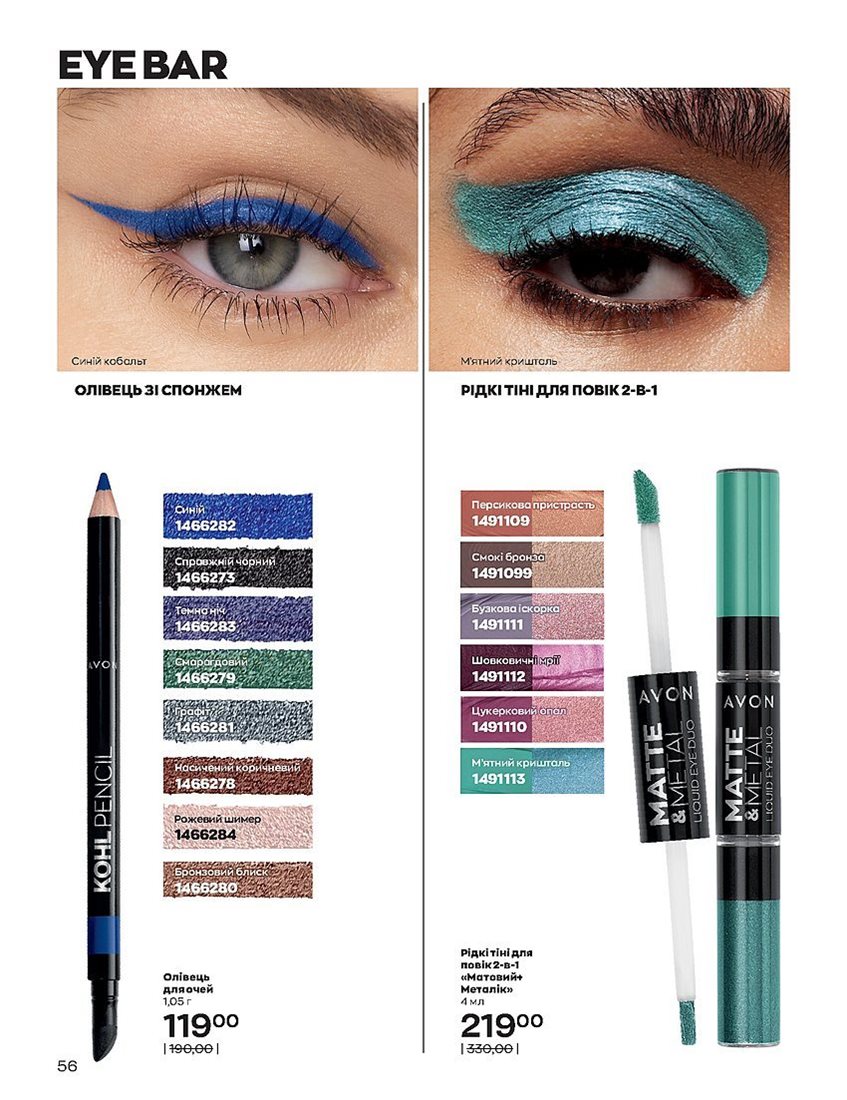 EYE BAR
Синій кобальт
М'ятний кришталь
ОЛІВЕЦЬ ЗІ СПОНЖЕМ
РІДКІ ТІНІ ДЛЯ ПОВІК 2-В-1
Синій
1466282
Справжній чорний
1466273
Темна ніч
1466283
Смарагдовий
1466279
Графіт
1466281
Насичений коричневий
1466278
Рожевий шимер
1466284
Бронзовий блиск
1466280
AVON
KOHL PENCIL
Олівець
для очей
1,05 г
11900
| 190,00 |
Персикова пристрасть
1491109
Смокі бронза
1491099
Бузкова іскорка
1491111
Шовковичні мрії
1491112
Цукерковий опал
1491110
М'ятний кришталь
1491113
AVON
MATTE
& METAL
LIQUID EYE DUO
AVON
MATTE
& METAL
LIQUID EYE DUO
Рідкі тіні для
повік 2-в-1
«Матовий+
Металік»
4 мл
21900
| 330,00 |
56